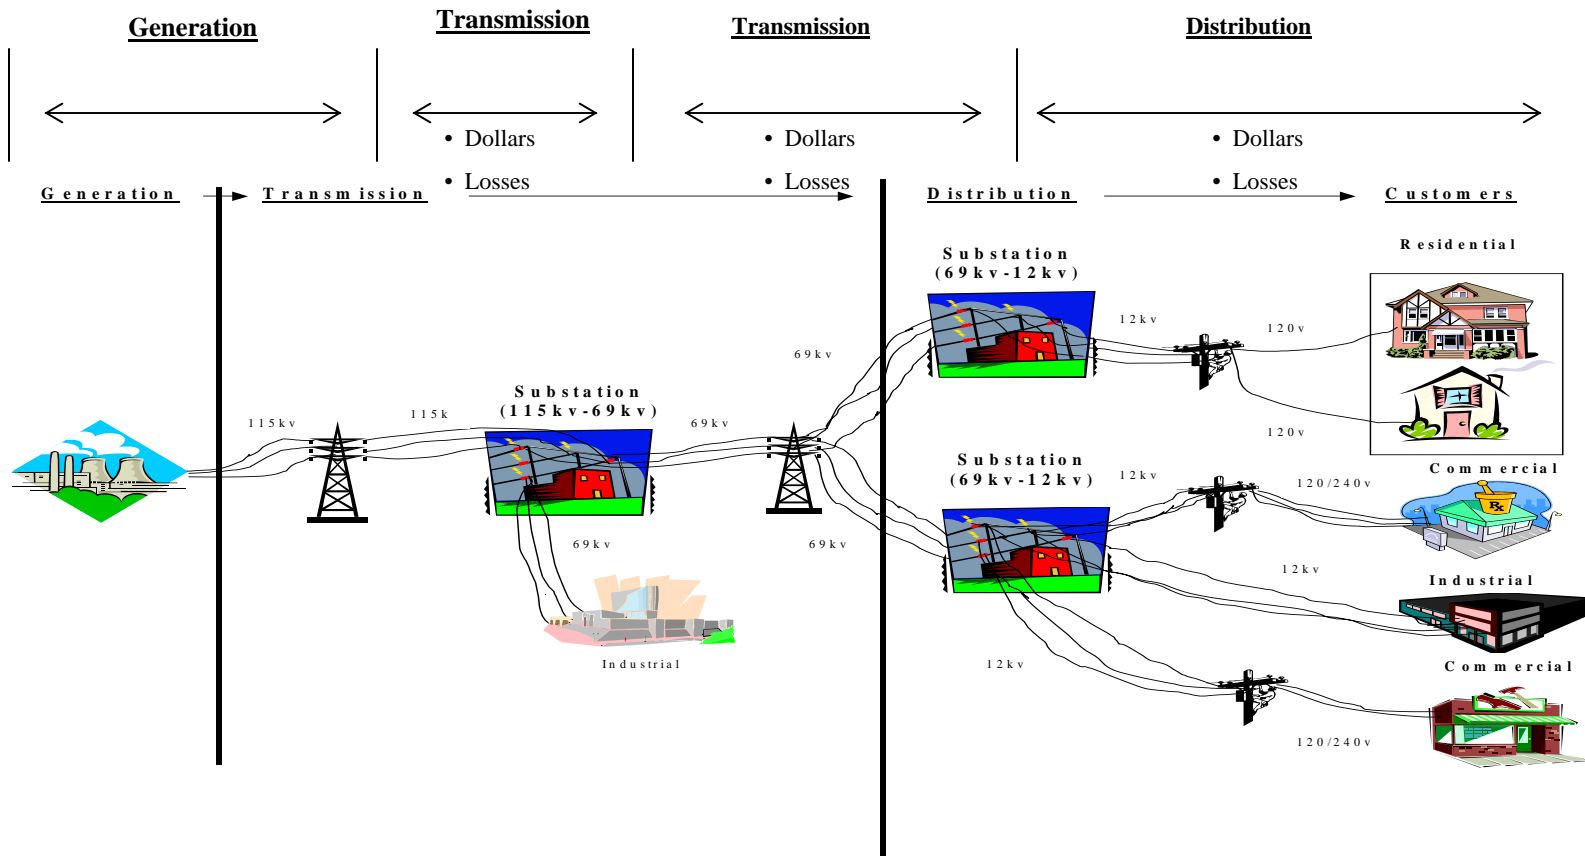 Generation
Transmission
Transmission
Distribution
• Dollars
• Losses
• Dollars
• Losses
• Dollars
• Losses
Generation
Transmission
Distribution
Customers
Residential
Substation
(69kv-12kv)
12kv
120v
69kv
Substation
(115kv-69kv)
115kv
115k
69kv
120v
Substation
(69kv-12kv)
12kv
120/240v
Commercial
Rx
69kv
69kv
12kv
Industrial
Industrial
12kv
Commercial
120/240v